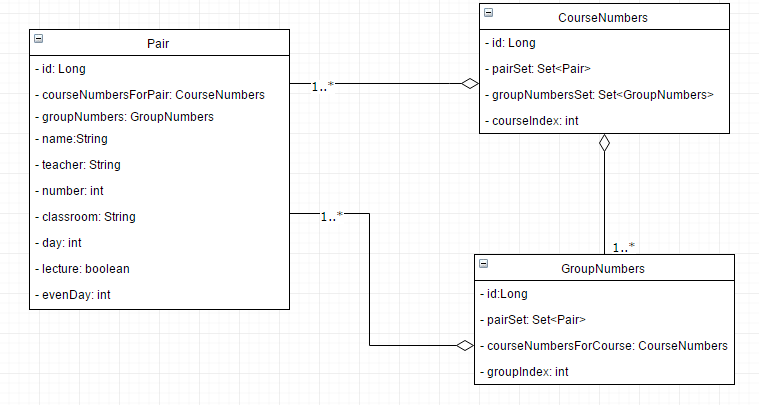 Pair
- id: Long
- courseNumbersForPair: CourseNumbers
- groupNumbers: GroupNumbers
- name:String
- teacher: String
- number: int
- classroom: String
- day: int
- lecture: boolean
- evenDay: int
1..*
1..*
CourseNumbers
- id: Long
- pairSet: Set<Pair>
- groupNumbersSet: Set<GroupNumbers>
- courseIndex: int
1..*
GroupNumbers
- id:Long
- pairSet: Set<Pair>
- courseNumbersForCourse: CourseNumbers
- groupIndex: int